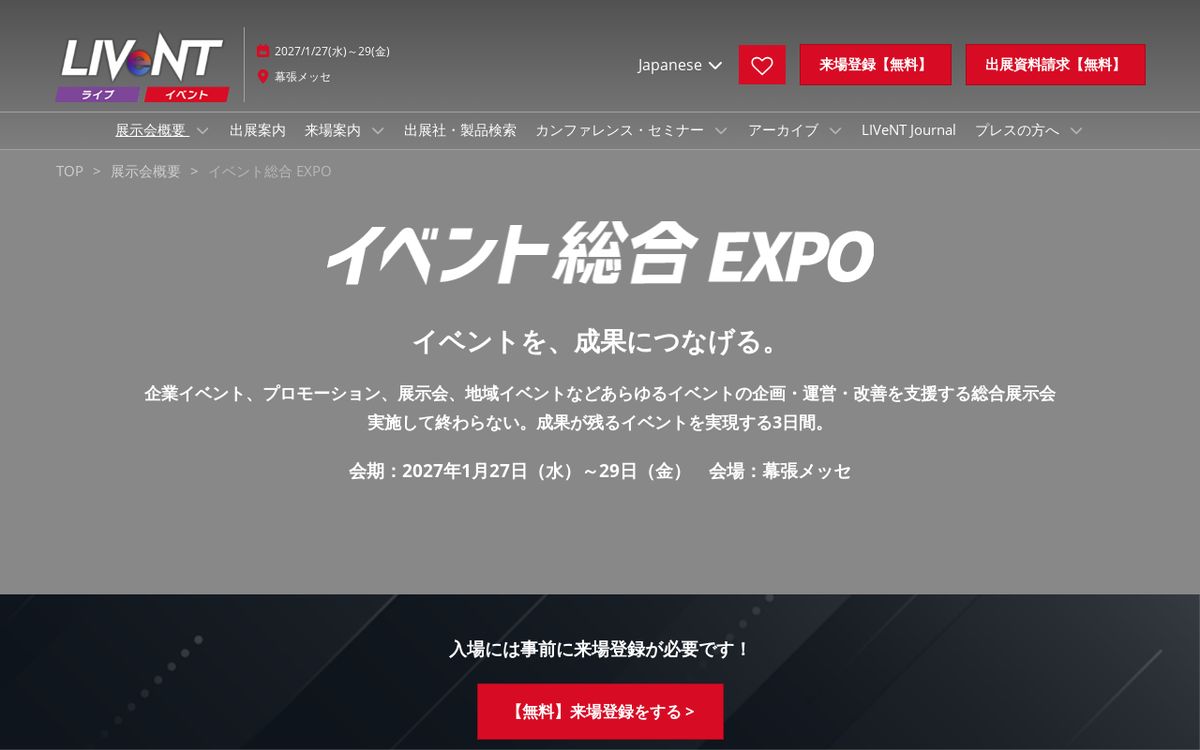 LIVeNT
ライブ イベント
2027/1/27(水)～29(金)
幕張メッセ
Japanese
来場登録【無料】
出展資料請求【無料】
展示会概要 出展案内 来場案内 出展社・製品検索 カンファレンス・セミナー アーカイブ LIVeNT Journal プレスの方へ
TOP > 展示会概要 > イベント総合 EXPO
イベント総合 EXPO
イベントを、成果につなげる。
企業イベント、プロモーション、展示会、地域イベントなどあらゆるイベントの企画・運営・改善を支援する総合展示会
実施して終わらない。成果が残るイベントを実現する3日間。
会期：2027年1月27日（水）～29日（金） 会場：幕張メッセ
入場には事前に来場登録が必要です！
【無料】来場登録をする >